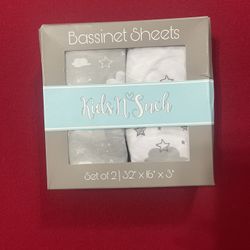 Bassinet Sheets
Kids N' Such
Set of 2 | 32" x 16" x 3"